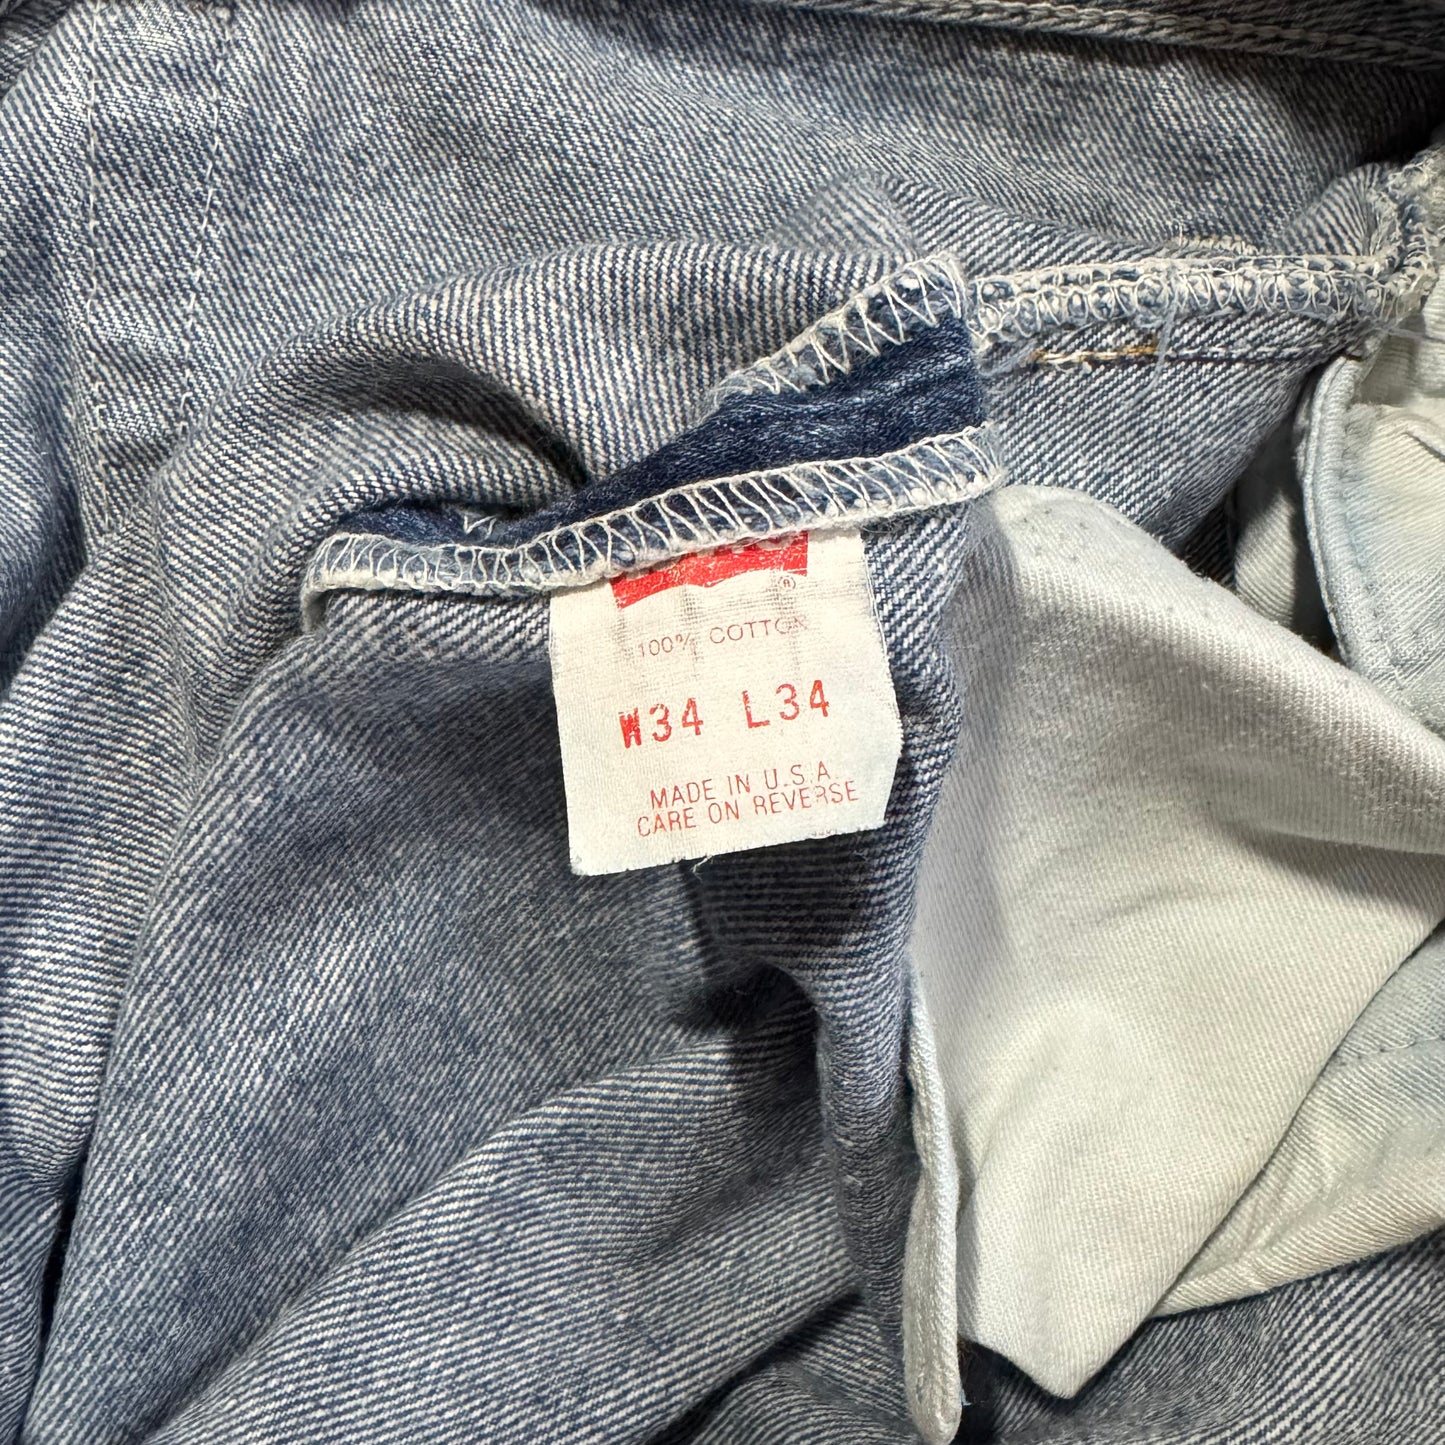 ®
100% COTTON
W34 L34
MADE IN U.S.A.
CARE ON REVERSE